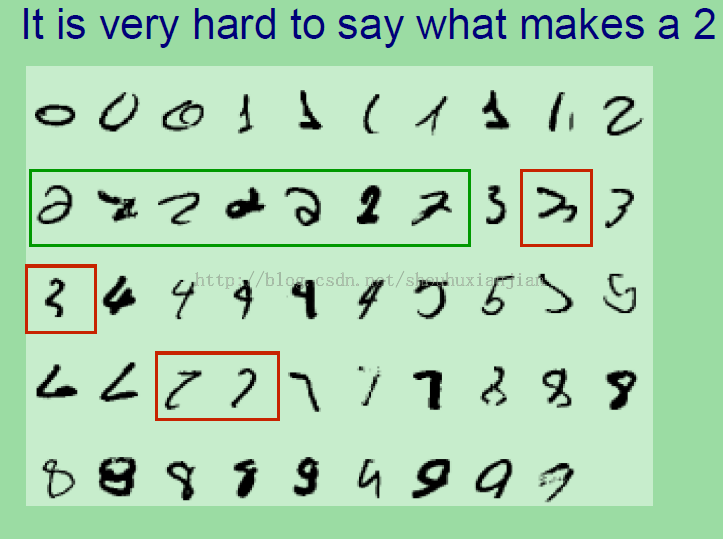 It is very hard to say what makes a 2
0 0 0 1 1 1 1 1 1 2
2 2 2 2 2 2 2 3 3 3
3 4 4 4 4 4 5 5 5 5
6 6 7 7 7 7 7 8 8 8
8 8 8 8 9 9 9 9 9
http://blog.csdn.net/shouhuxianjian